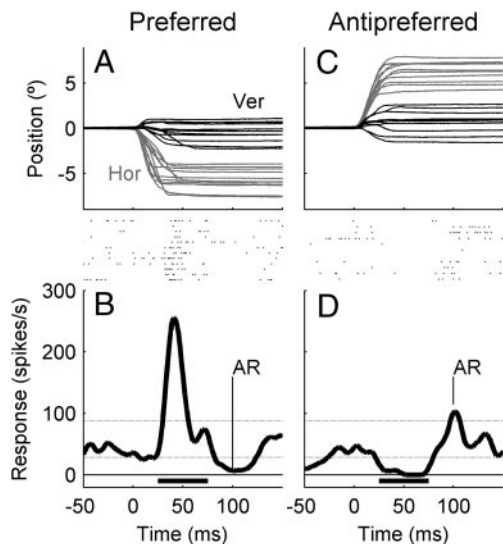 Preferred
Antipreferred
A
C
5
0
-5
Position (º)
Ver
Hor
B
D
300
200
100
0
Response (spikes/s)
AR
AR
-50 0 50 100
-50 0 50 100
Time (ms)
Time (ms)